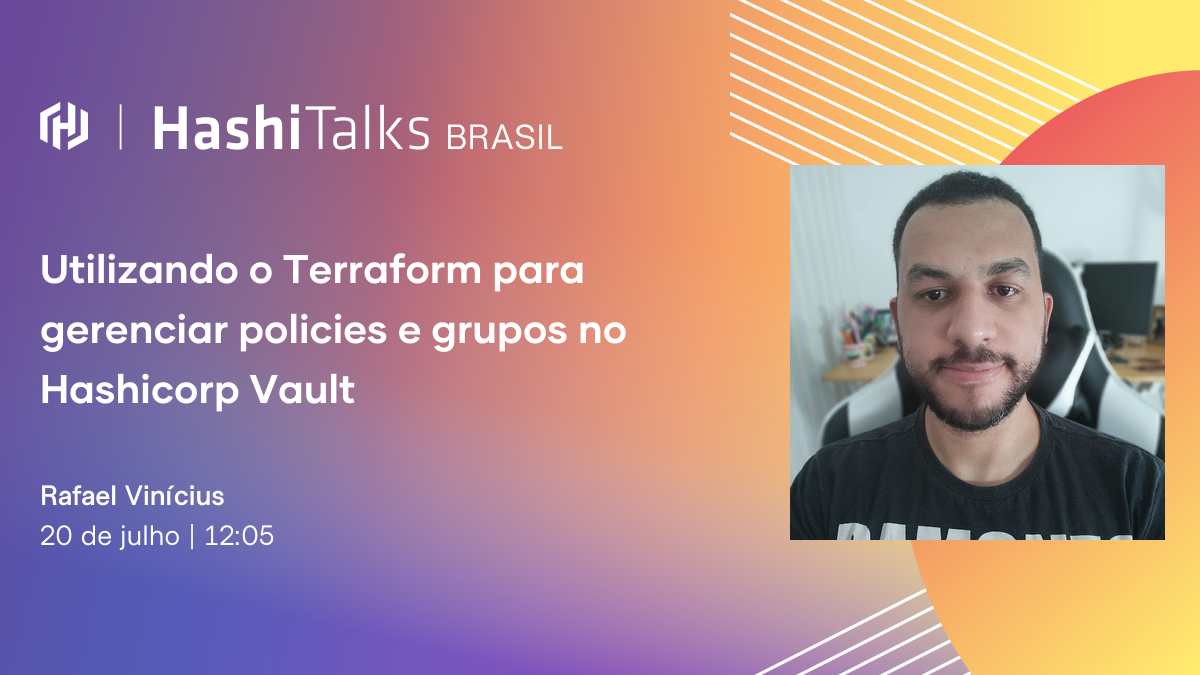 HashiTalks BRASIL
Utilizando o Terraform para
gerenciar policies e grupos no
Hashicorp Vault
Rafael Vinícius
20 de julho | 12:05